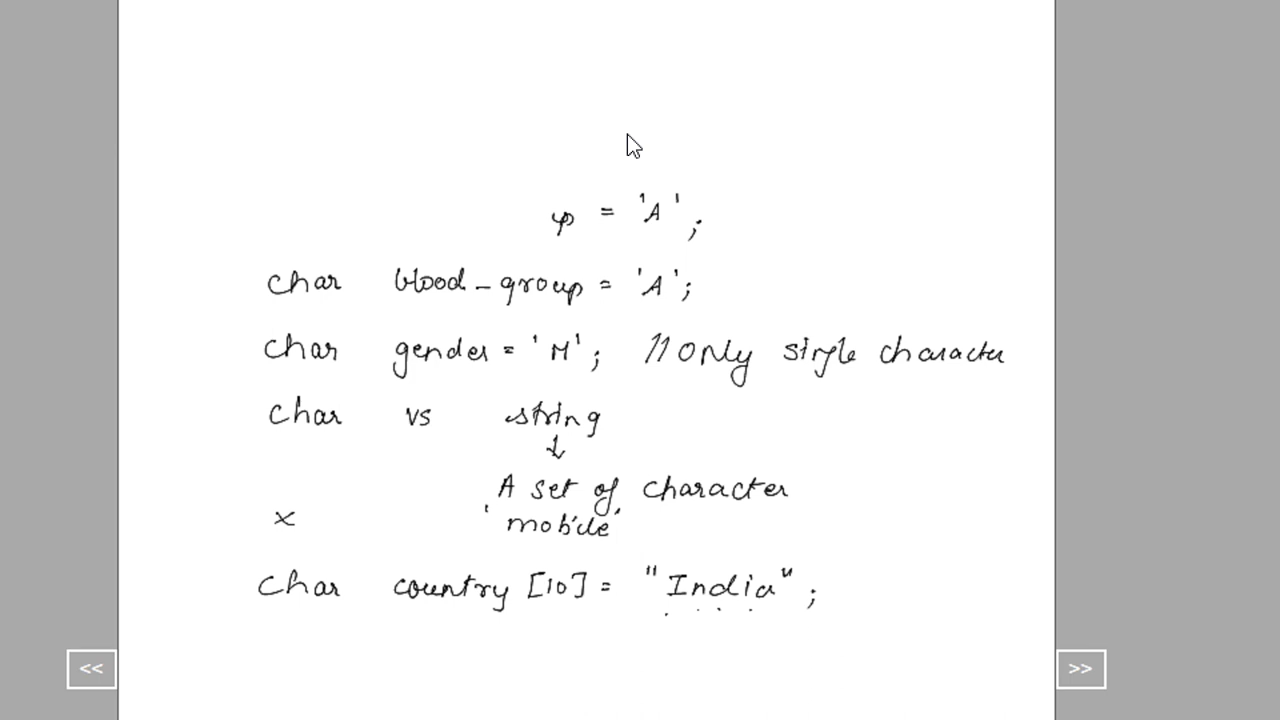 φ = 'A' ;
char blood_group = 'A' ;
char gender = 'M' ; // Only single character
char vs string
↓
A set of character
x 'mobile'
char country [10] = "India" ;
<< >>